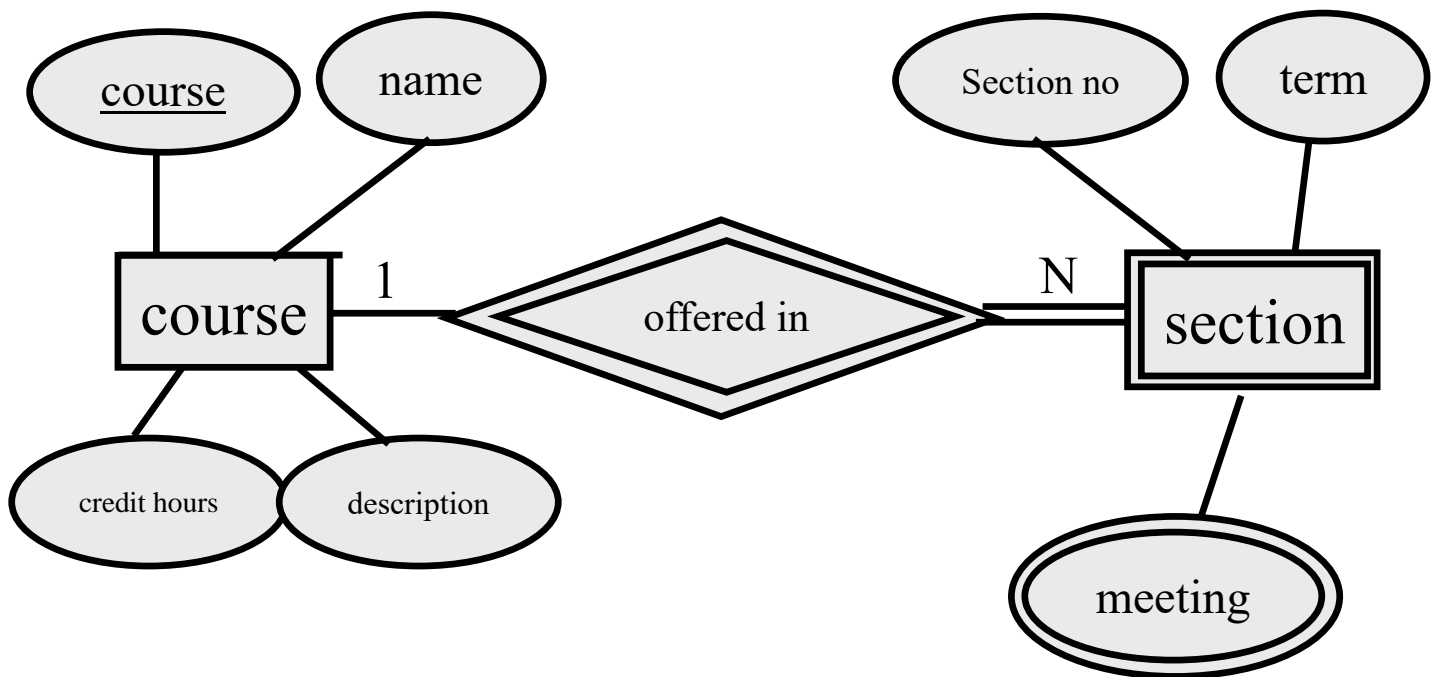 course
name
Section no
term
1
N
course
offered in
section
credit hours
description
meeting